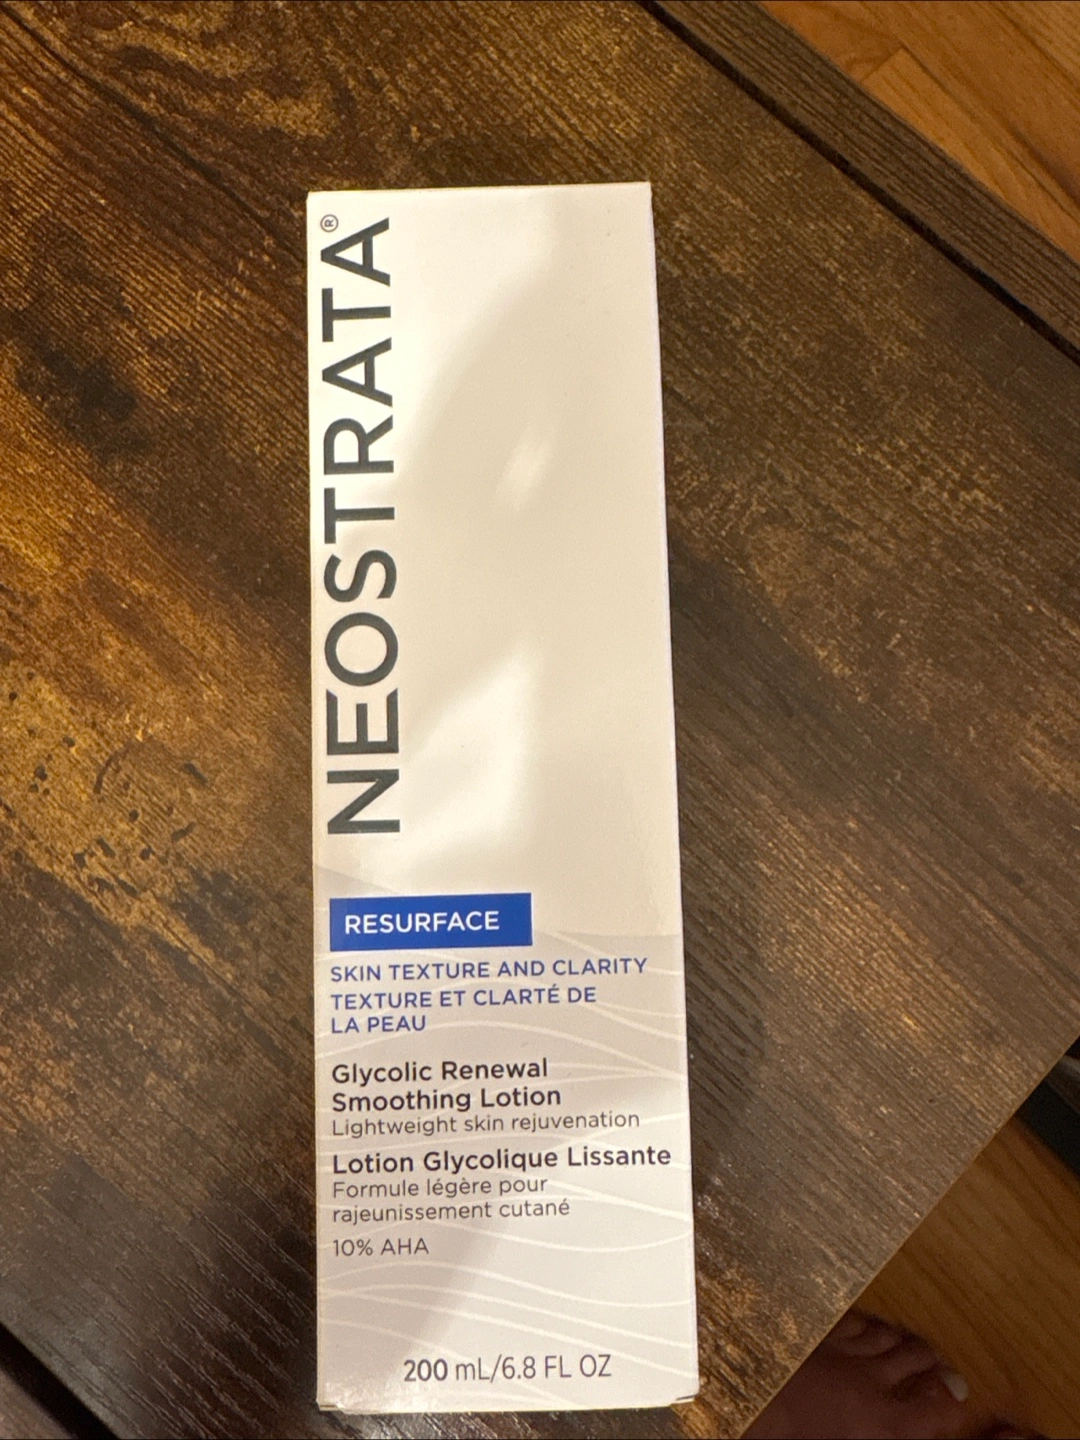 NEOSTRATA®
RESURFACE
SKIN TEXTURE AND CLARITY
TEXTURE ET CLARTÉ DE
LA PEAU
Glycolic Renewal
Smoothing Lotion
Lightweight skin rejuvenation
Lotion Glycolique Lissante
Formule légère pour
rajeunissement cutané
10% AHA
200 mL/6.8 FL OZ